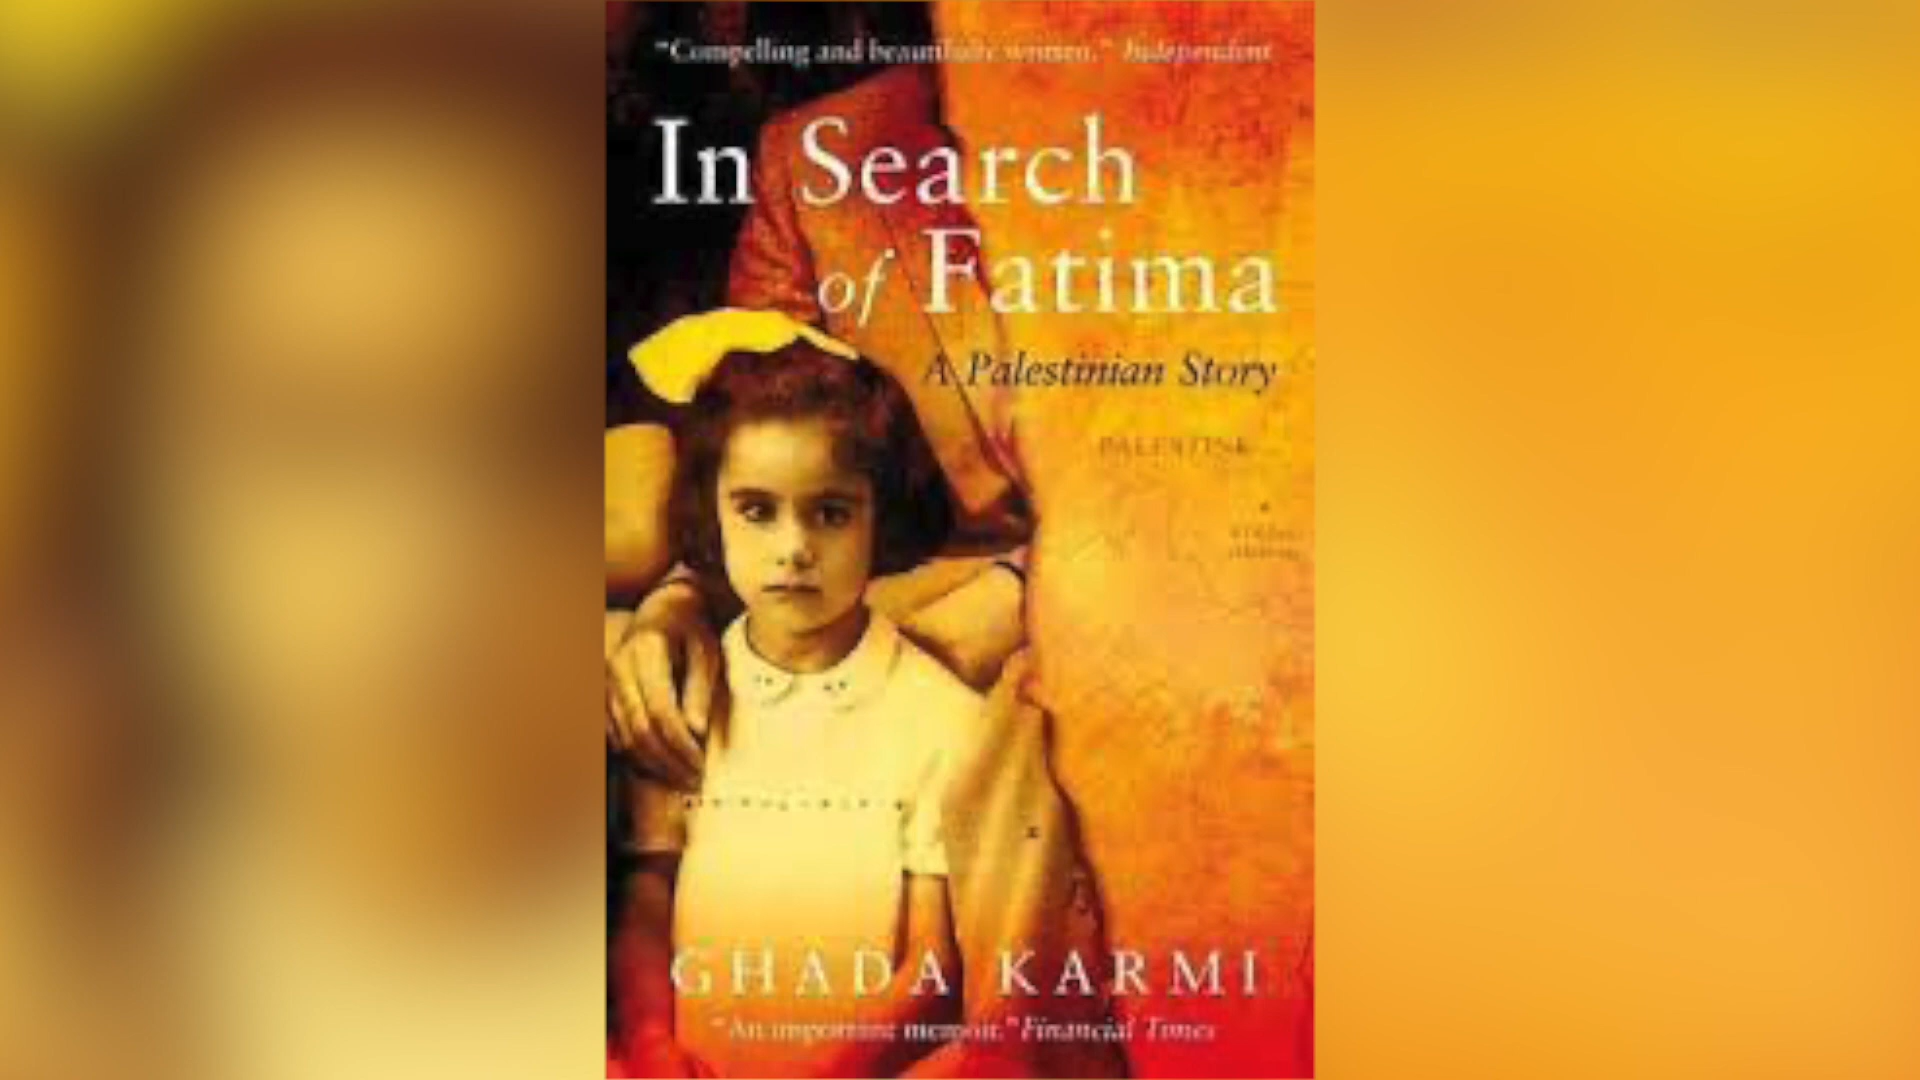 "Compelling and beautifully written." Independent
In Search
of Fatima
A Palestinian Story
PALESTINE
GHADA KARMI
"An important memoir." Financial Times